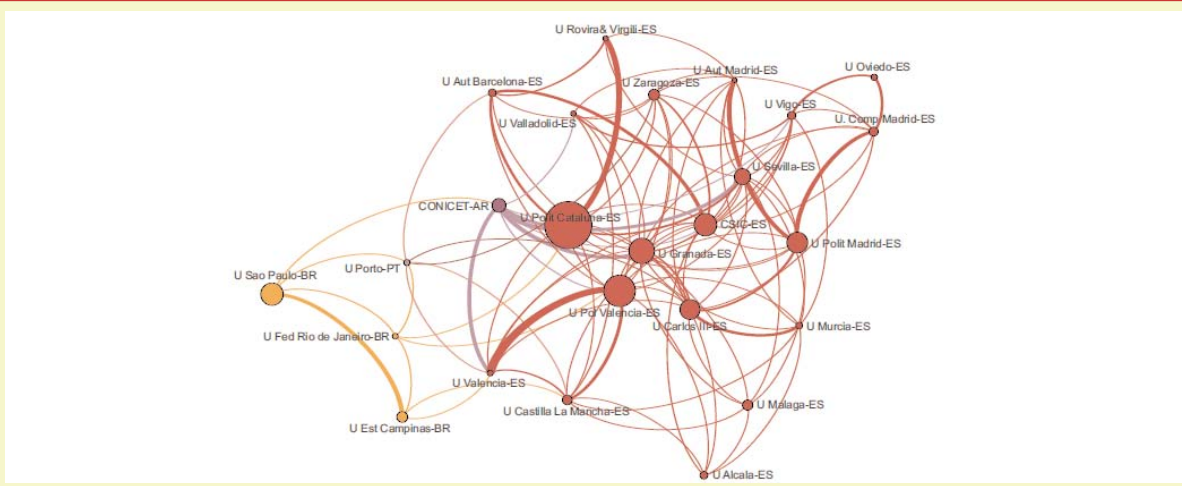 U Rovira& Virgili-ES
U Oviedo-ES
U Aut Madrid-ES
U Aut Barcelona-ES
U Zaragoza-ES
U Vigo-ES
U Valladolid-ES
U. Comp Madrid-ES
U Sevilla-ES
CONICET-AR
U Polit Cataluna-ES
CSIC-ES
U Polit Madrid-ES
U Granada-ES
U Porto-PT
U Sao Paulo-BR
U Pol Valencia-ES
U Carlos III-ES
U Murcia-ES
U Fed Rio de Janeiro-BR
U Valencia-ES
U Castilla La Mancha-ES
U Malaga-ES
U Est Campinas-BR
U Alcala-ES